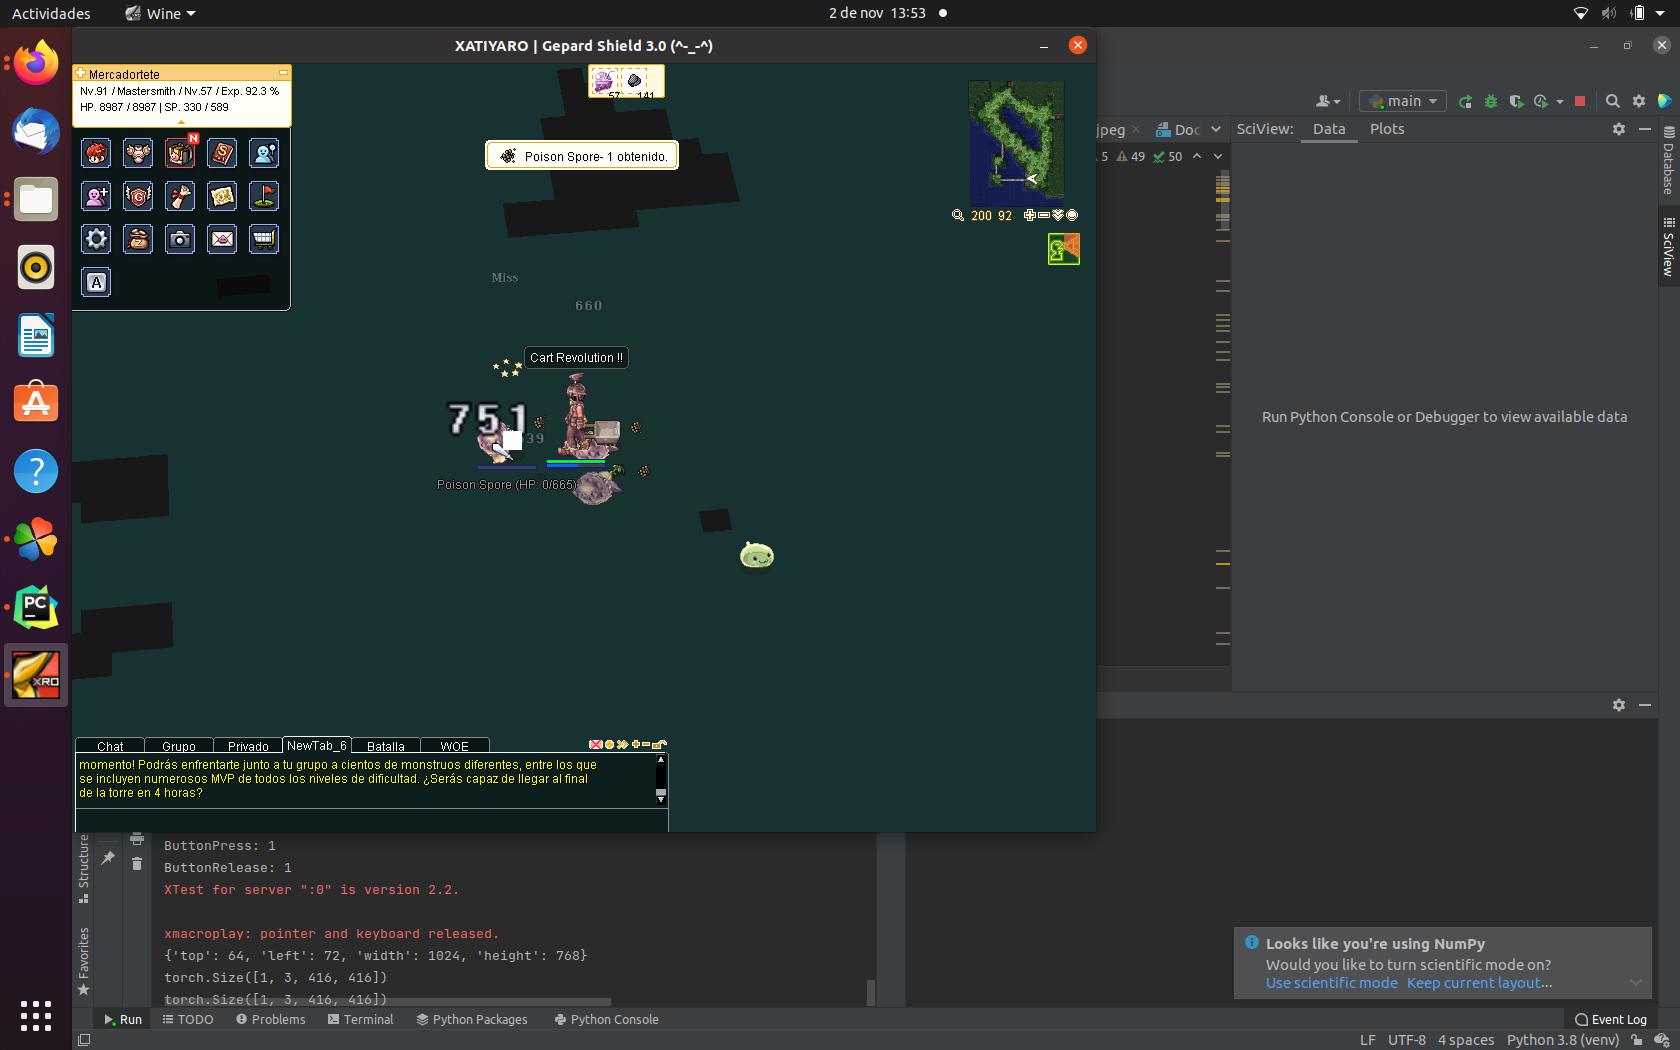 Actividades
Wine
2 de nov 13:53
XATIYARO | Gepard Shield 3.0 (^-_-^)
Mercadortete
Nv.91 / Mastersmith / Nv.57 / Exp. 92.3 %
HP. 8987 / 8987 | SP. 330 / 589
N
A
57
141
Poison Spore- 1 obtenido.
200 92
Miss
660
Cart Revolution !!
751
39
Poison Spore (HP: 0/665)
Chat
Grupo
Privado
NewTab_6
Batalla
WOE
momento! Podrás enfrentarte junto a tu grupo a cientos de monstruos diferentes, entre los que
se incluyen numerosos MVP de todos los niveles de dificultad. ¿Serás capaz de llegar al final
de la torre en 4 horas?
main
jpeg
Doc
SciView:
Data
Plots
5
49
50
Database
SciView
Run Python Console or Debugger to view available data
PC
XRO
Structure
Favorites
ButtonPress: 1
ButtonRelease: 1
XTest for server ":0" is version 2.2.
xmacroplay: pointer and keyboard released.
{'top': 64, 'left': 72, 'width': 1024, 'height': 768}
torch.Size([1, 3, 416, 416])
torch.Size([1, 3, 416, 416])
Looks like you're using NumPy
Would you like to turn scientific mode on?
Use scientific mode
Keep current layout...
Run
TODO
Problems
Terminal
Python Packages
Python Console
Event Log
LF
UTF-8
4 spaces
Python 3.8 (venv)